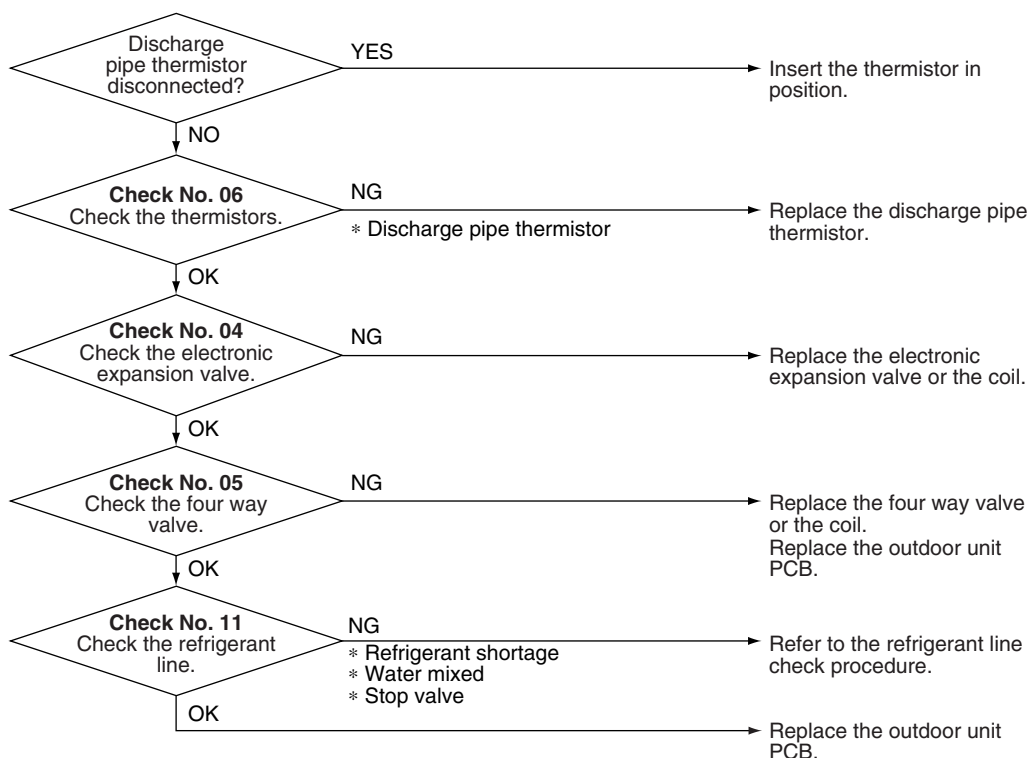 Discharge
pipe thermistor
disconnected?
YES
Insert the thermistor in
position.
NO
Check No. 06
Check the thermistors.
NG
* Discharge pipe thermistor
Replace the discharge pipe
thermistor.
OK
Check No. 04
Check the electronic
expansion valve.
NG
Replace the electronic
expansion valve or the coil.
OK
Check No. 05
Check the four way
valve.
NG
Replace the four way valve
or the coil.
Replace the outdoor unit
PCB.
OK
Check No. 11
Check the refrigerant
line.
NG
* Refrigerant shortage
* Water mixed
* Stop valve
Refer to the refrigerant line
check procedure.
OK
Replace the outdoor unit
PCB.